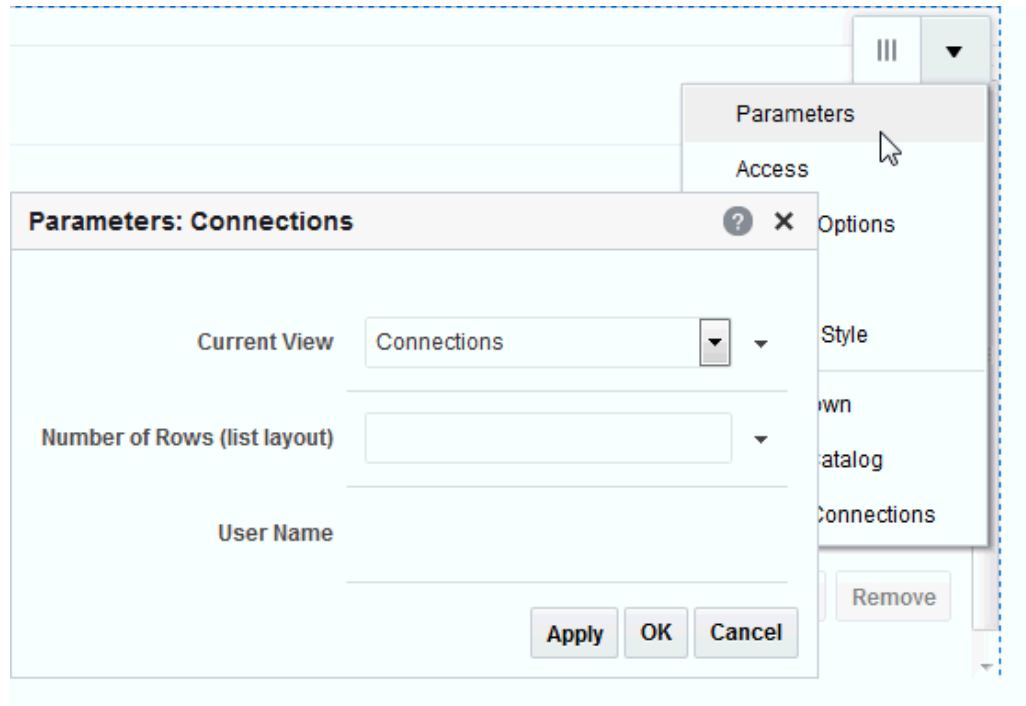 Parameters
Access
Options
Parameters: Connections
?
Style
Current View
Connections
own
Number of Rows (list layout)
atalog
Connections
User Name
Remove
Apply
OK
Cancel